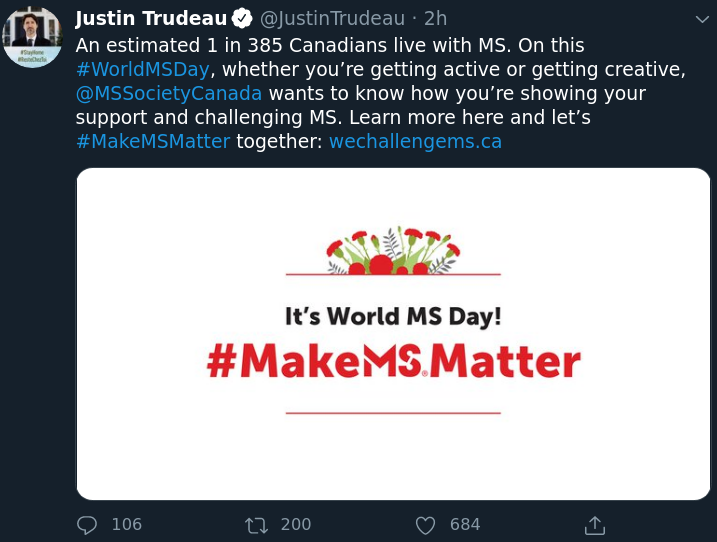 Justin Trudeau @JustinTrudeau · 2h
An estimated 1 in 385 Canadians live with MS. On this
#WorldMSDay, whether you’re getting active or getting creative,
@MSSocietyCanada wants to know how you’re showing your
support and challenging MS. Learn more here and let’s
#MakeMSMatter together: wechallengems.ca
It’s World MS Day!
#MakeMS®Matter
106 200 684